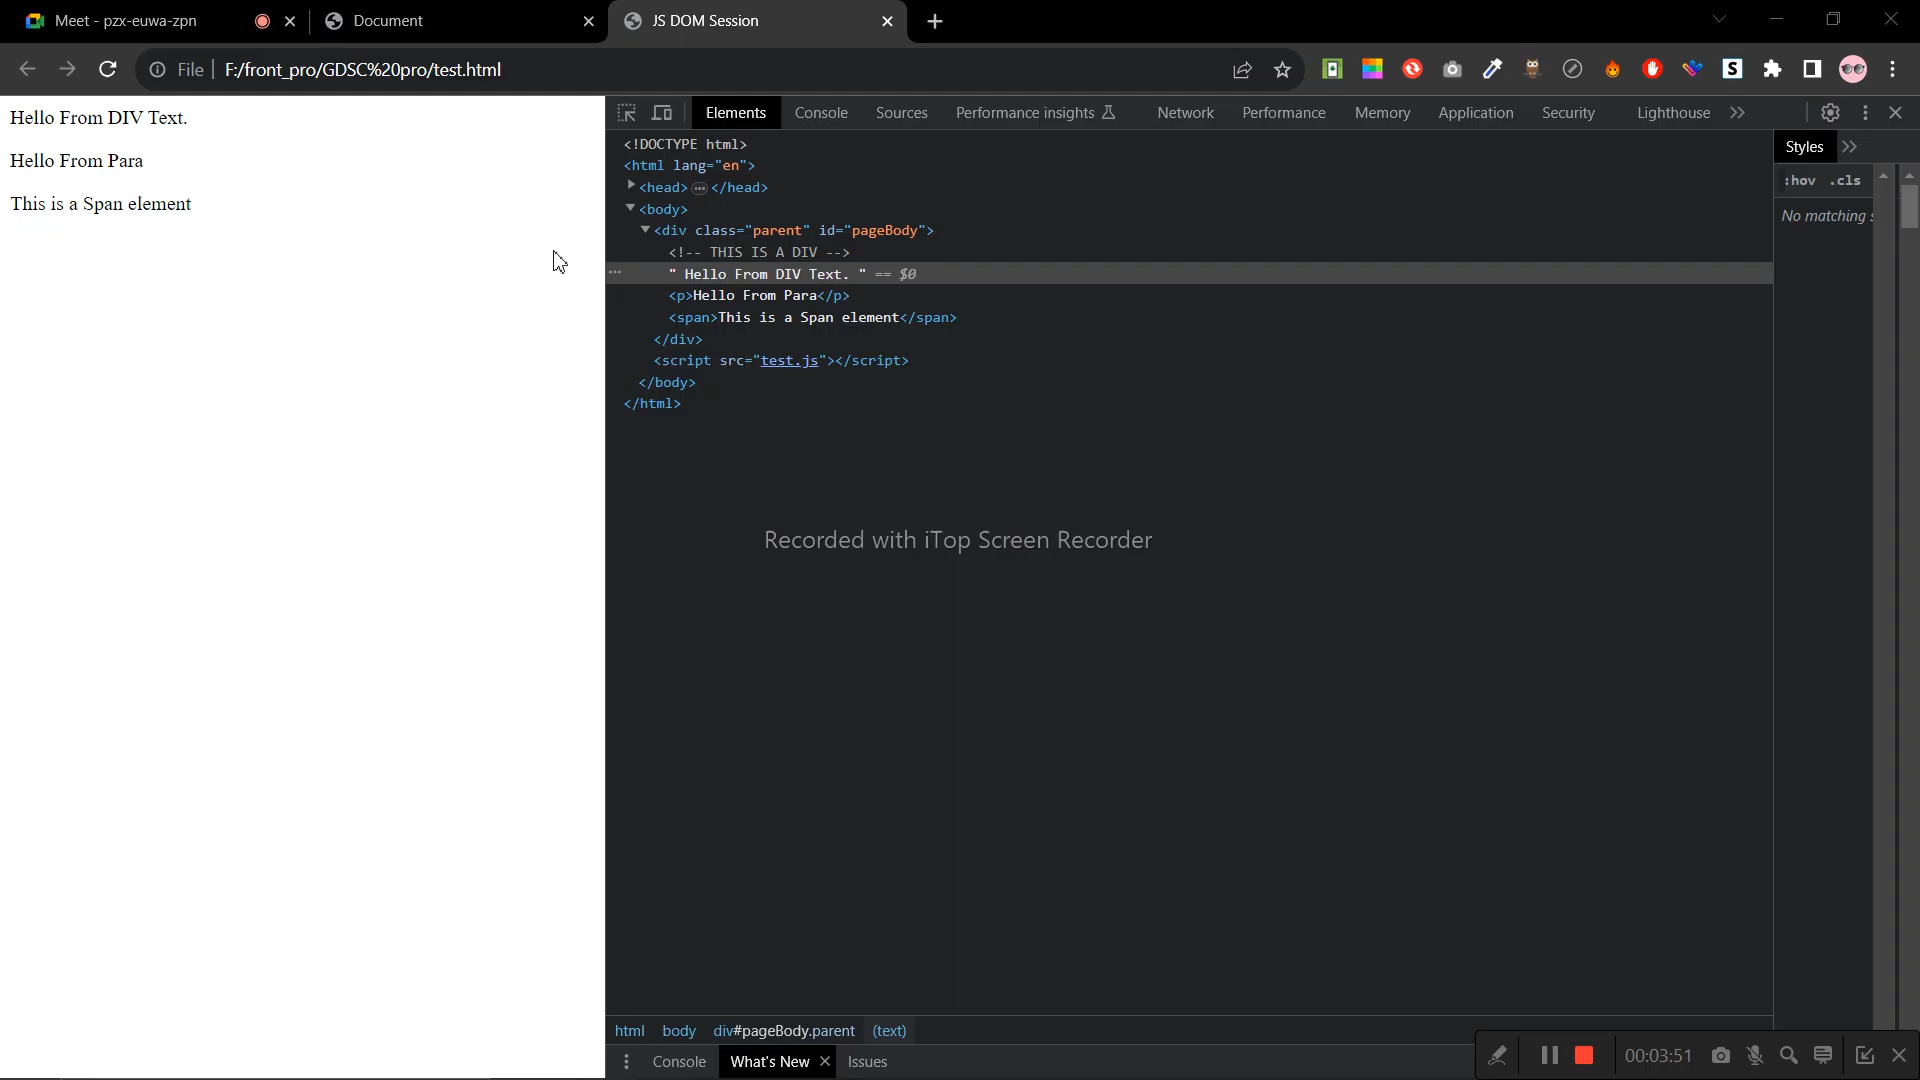 Meet - pzx-euwa-zpn
Document
JS DOM Session
File
F:/front_pro/GDSC%20pro/test.html
S
Hello From DIV Text.
Hello From Para
This is a Span element
Elements
Console
Sources
Performance insights
Network
Performance
Memory
Application
Security
Lighthouse
<!DOCTYPE html>
<html lang="en">
<head> … </head>
<body>
<div class="parent" id="pageBody">
<!-- THIS IS A DIV -->
" Hello From DIV Text. " == $0
<p>Hello From Para</p>
<span>This is a Span element</span>
</div>
<script src="test.js"></script>
</body>
</html>
Styles
:hov .cls
No matching
Recorded with iTop Screen Recorder
html body div#pageBody.parent (text)
Console
What's New
Issues
00:03:51